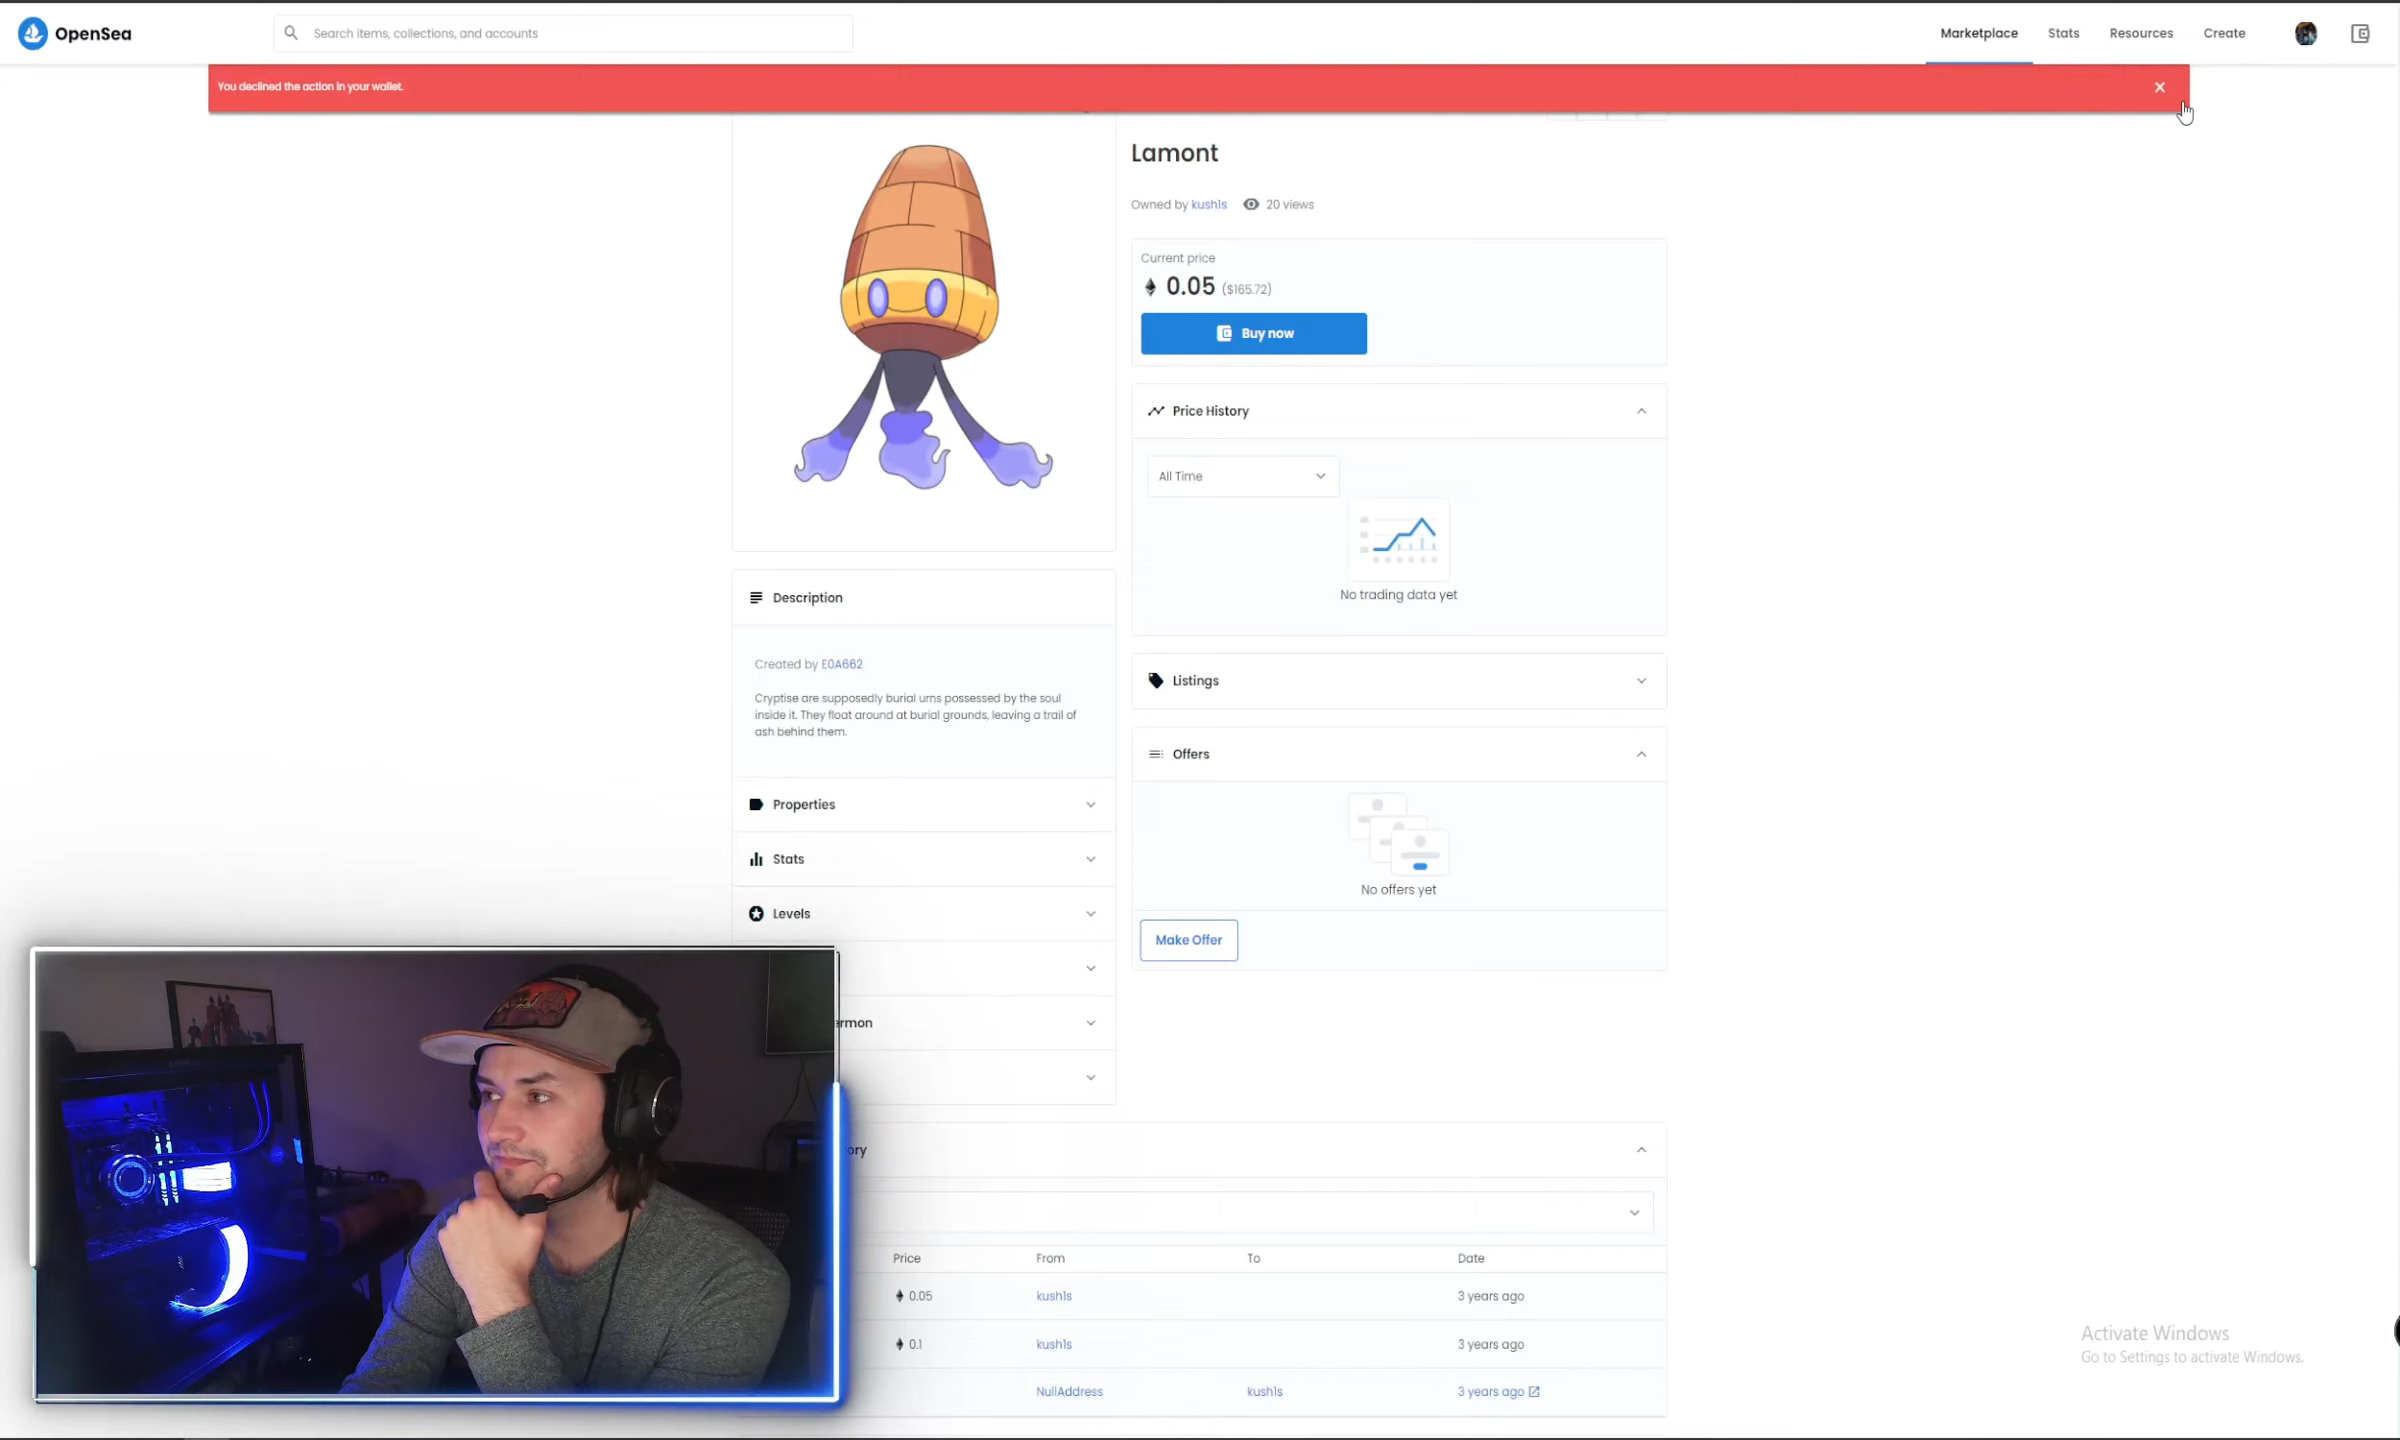 OpenSea
Search items, collections, and accounts
Marketplace
Stats
Resources
Create
You declined the action in your wallet.
Lamont
Owned by kush1s
20 views
Current price
0.05 ($165.72)
Buy now
Price History
All Time
No trading data yet
Description
Created by E0A662
Cryptise are supposedly burial urns possessed by the soul
inside it. They float around at burial grounds, leaving a trail of
ash behind them.
Properties
Stats
Levels
ermon
Listings
Offers
No offers yet
Make Offer
ory
Price From To Date
0.05 kush1s 3 years ago
0.1 kush1s 3 years ago
NullAddress kush1s 3 years ago
Activate Windows
Go to Settings to activate Windows.